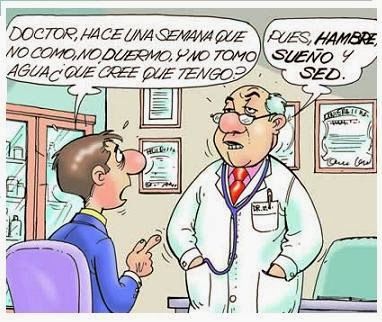 DOCTOR, HACE UNA SEMANA QUE
NO COMO, NO DUERMO, Y NO TOMO
AGUA¿ QUE CREE QUE TENGO?
PUES, HAMBRE,
SUEÑO Y
SED.
DR.